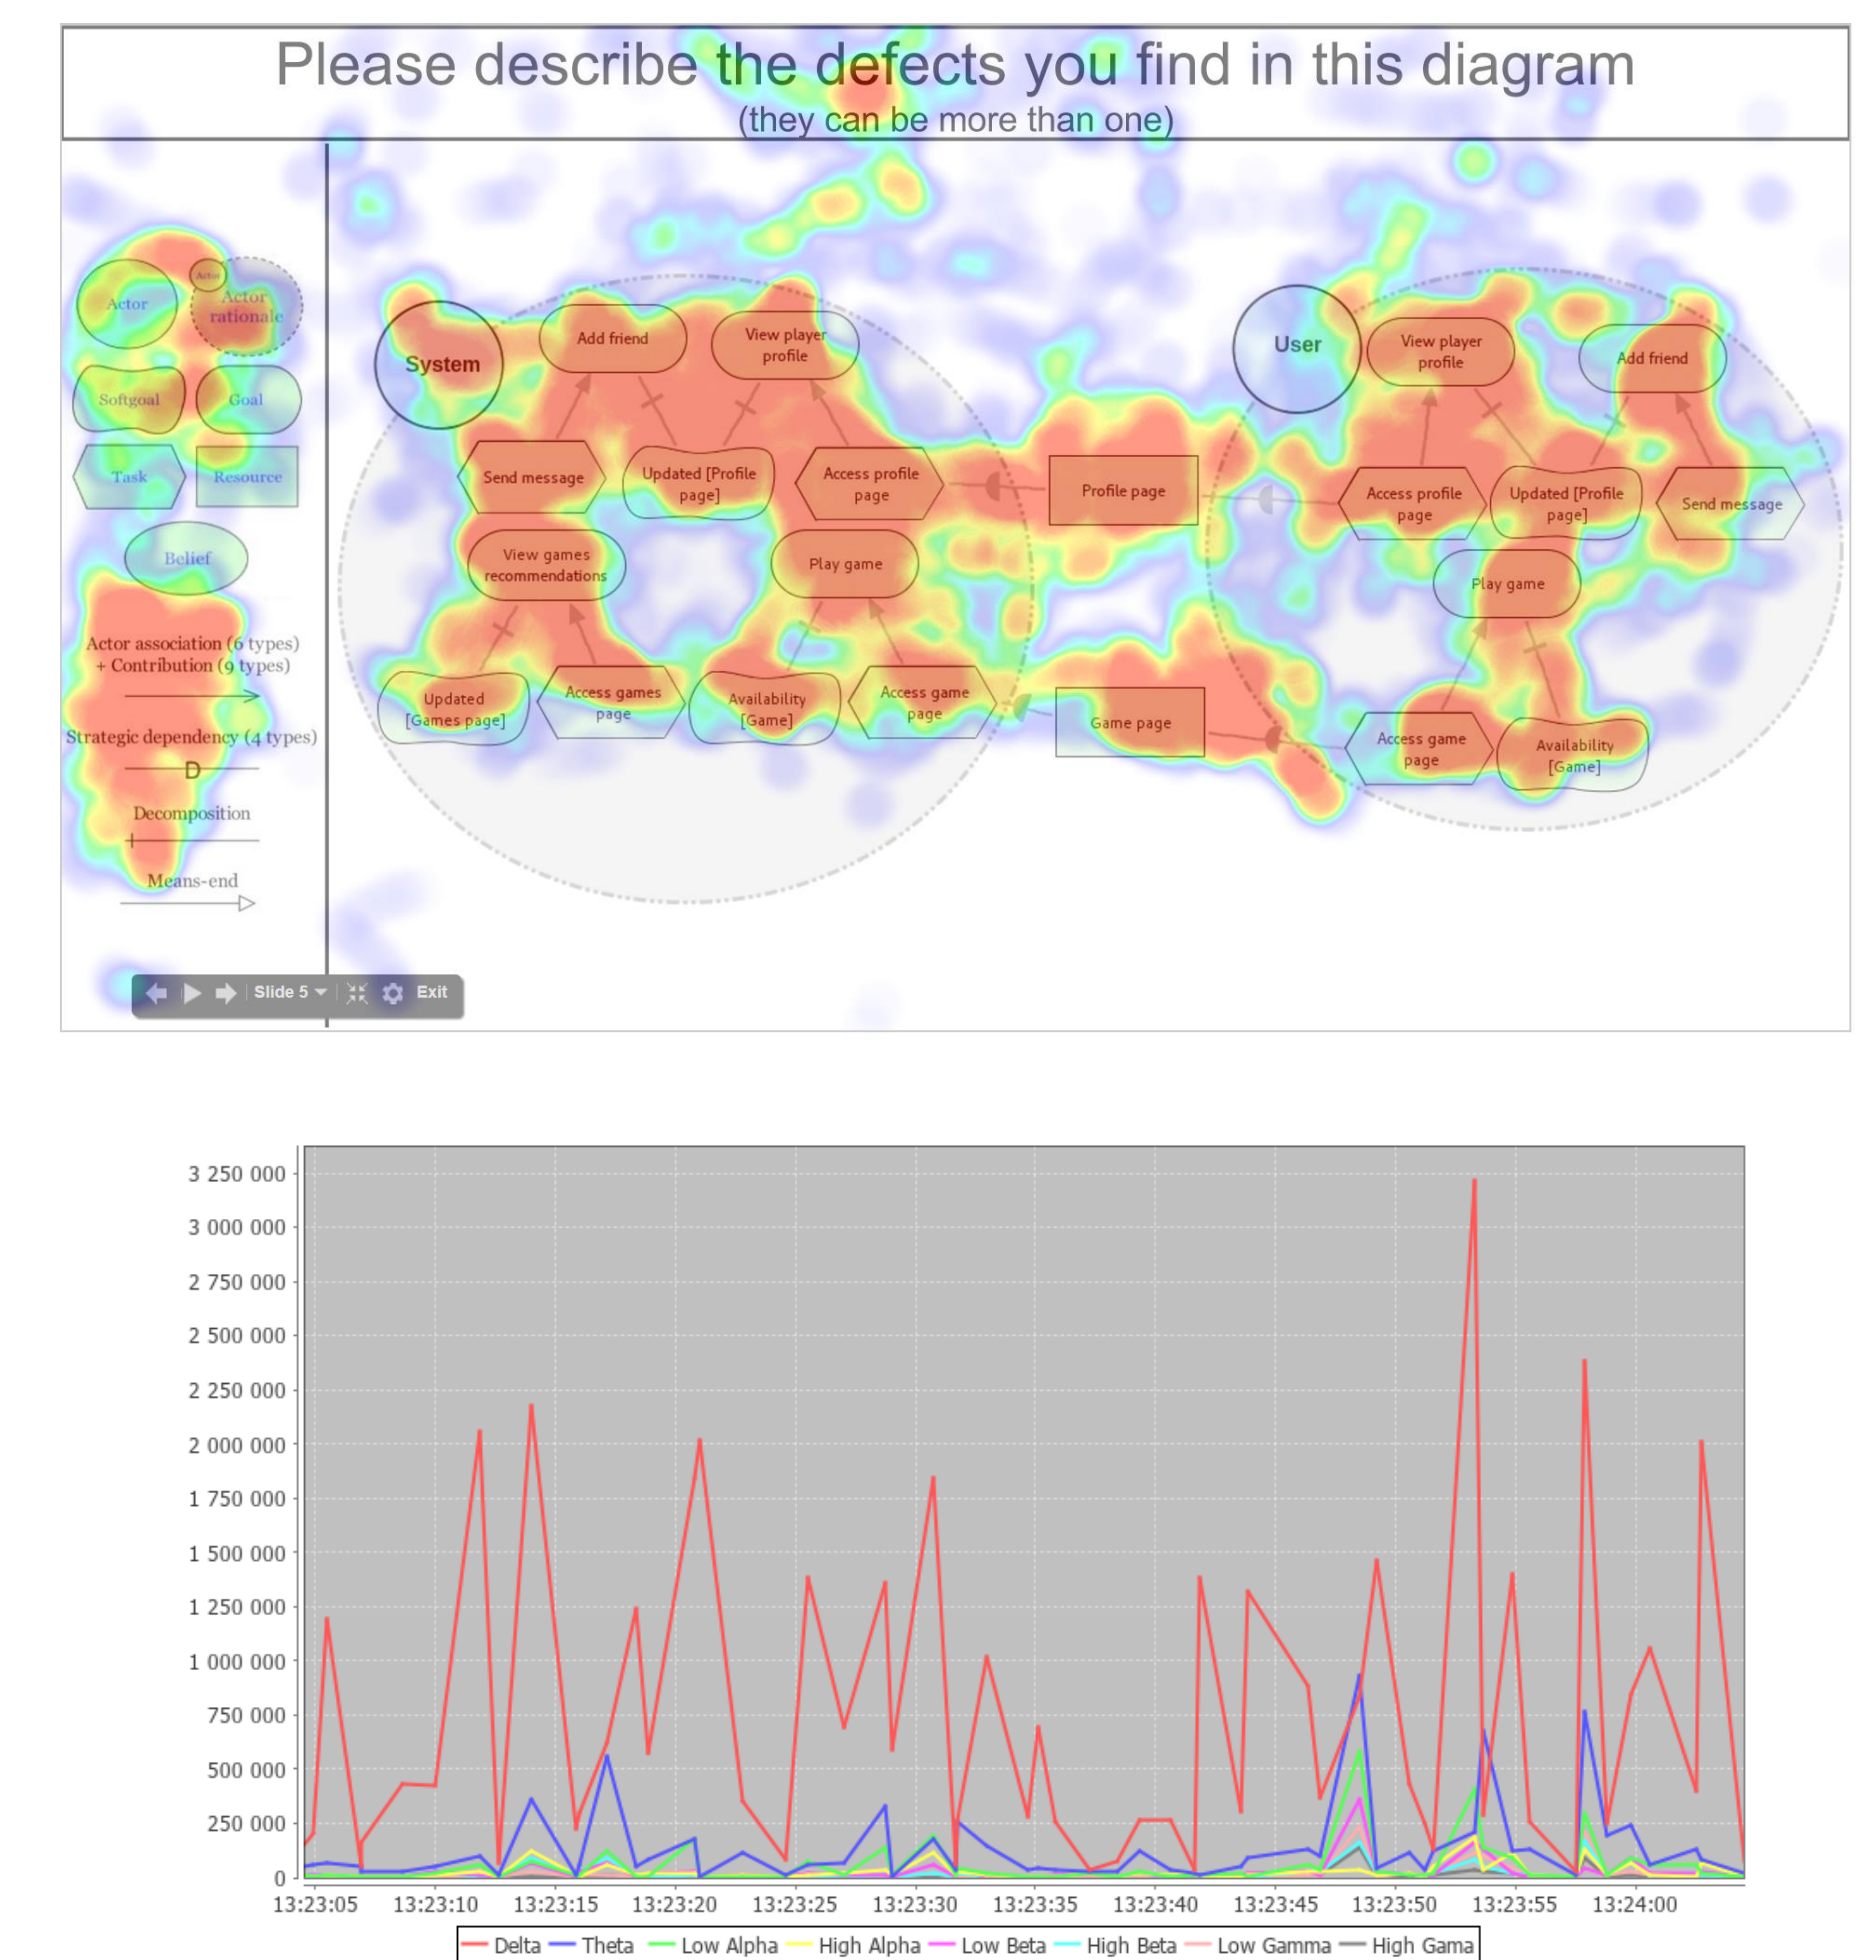 Please describe the defects you find in this diagram
(they can be more than one)
Actor
Actor
Actor
rationale
Softgoal
Goal
Task
Resource
Belief
Actor association (6 types)
+ Contribution (9 types)
Strategic dependency (4 types)
D
Decomposition
Means-end
System
Add friend
View player
profile
Send message
Updated [Profile
page]
Access profile
page
View games
recommendations
Play game
Updated
[Games page]
Access games
page
Availability
[Game]
Access game
page
Profile page
Game page
User
View player
profile
Add friend
Access profile
page
Updated [Profile
page]
Send message
Play game
Access game
page
Availability
[Game]
Slide 5
Exit
3 250 000
3 000 000
2 750 000
2 500 000
2 250 000
2 000 000
1 750 000
1 500 000
1 250 000
1 000 000
750 000
500 000
250 000
0
13:23:05 13:23:10 13:23:15 13:23:20 13:23:25 13:23:30 13:23:35 13:23:40 13:23:45 13:23:50 13:23:55 13:24:00
Delta Theta Low Alpha High Alpha Low Beta High Beta Low Gamma High Gama